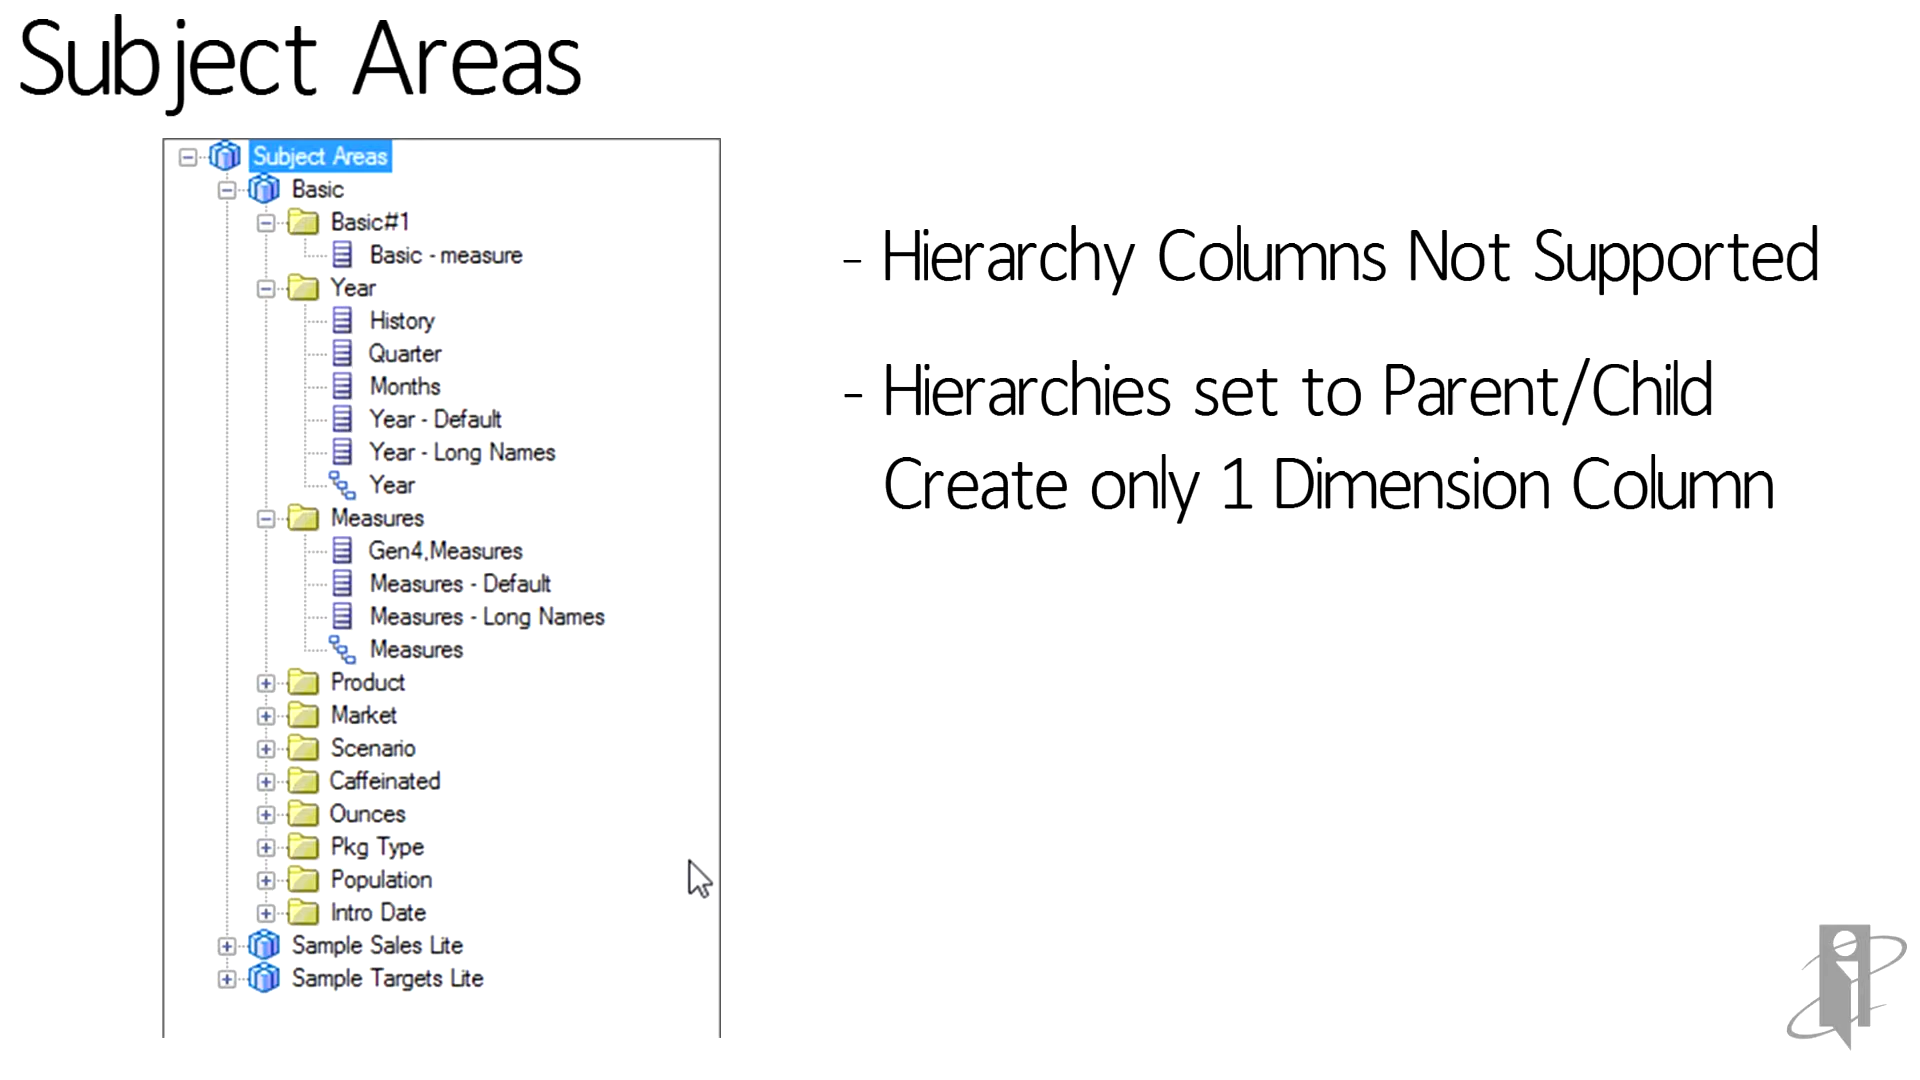 Subject Areas
Subject Areas
Basic
Basic#1
Basic - measure
Year
History
Quarter
Months
Year - Default
Year - Long Names
Year
Measures
Gen4,Measures
Measures - Default
Measures - Long Names
Measures
Product
Market
Scenario
Caffeinated
Ounces
Pkg Type
Population
Intro Date
Sample Sales Lite
Sample Targets Lite
- Hierarchy Columns Not Supported
- Hierarchies set to Parent/Child
Create only 1 Dimension Column